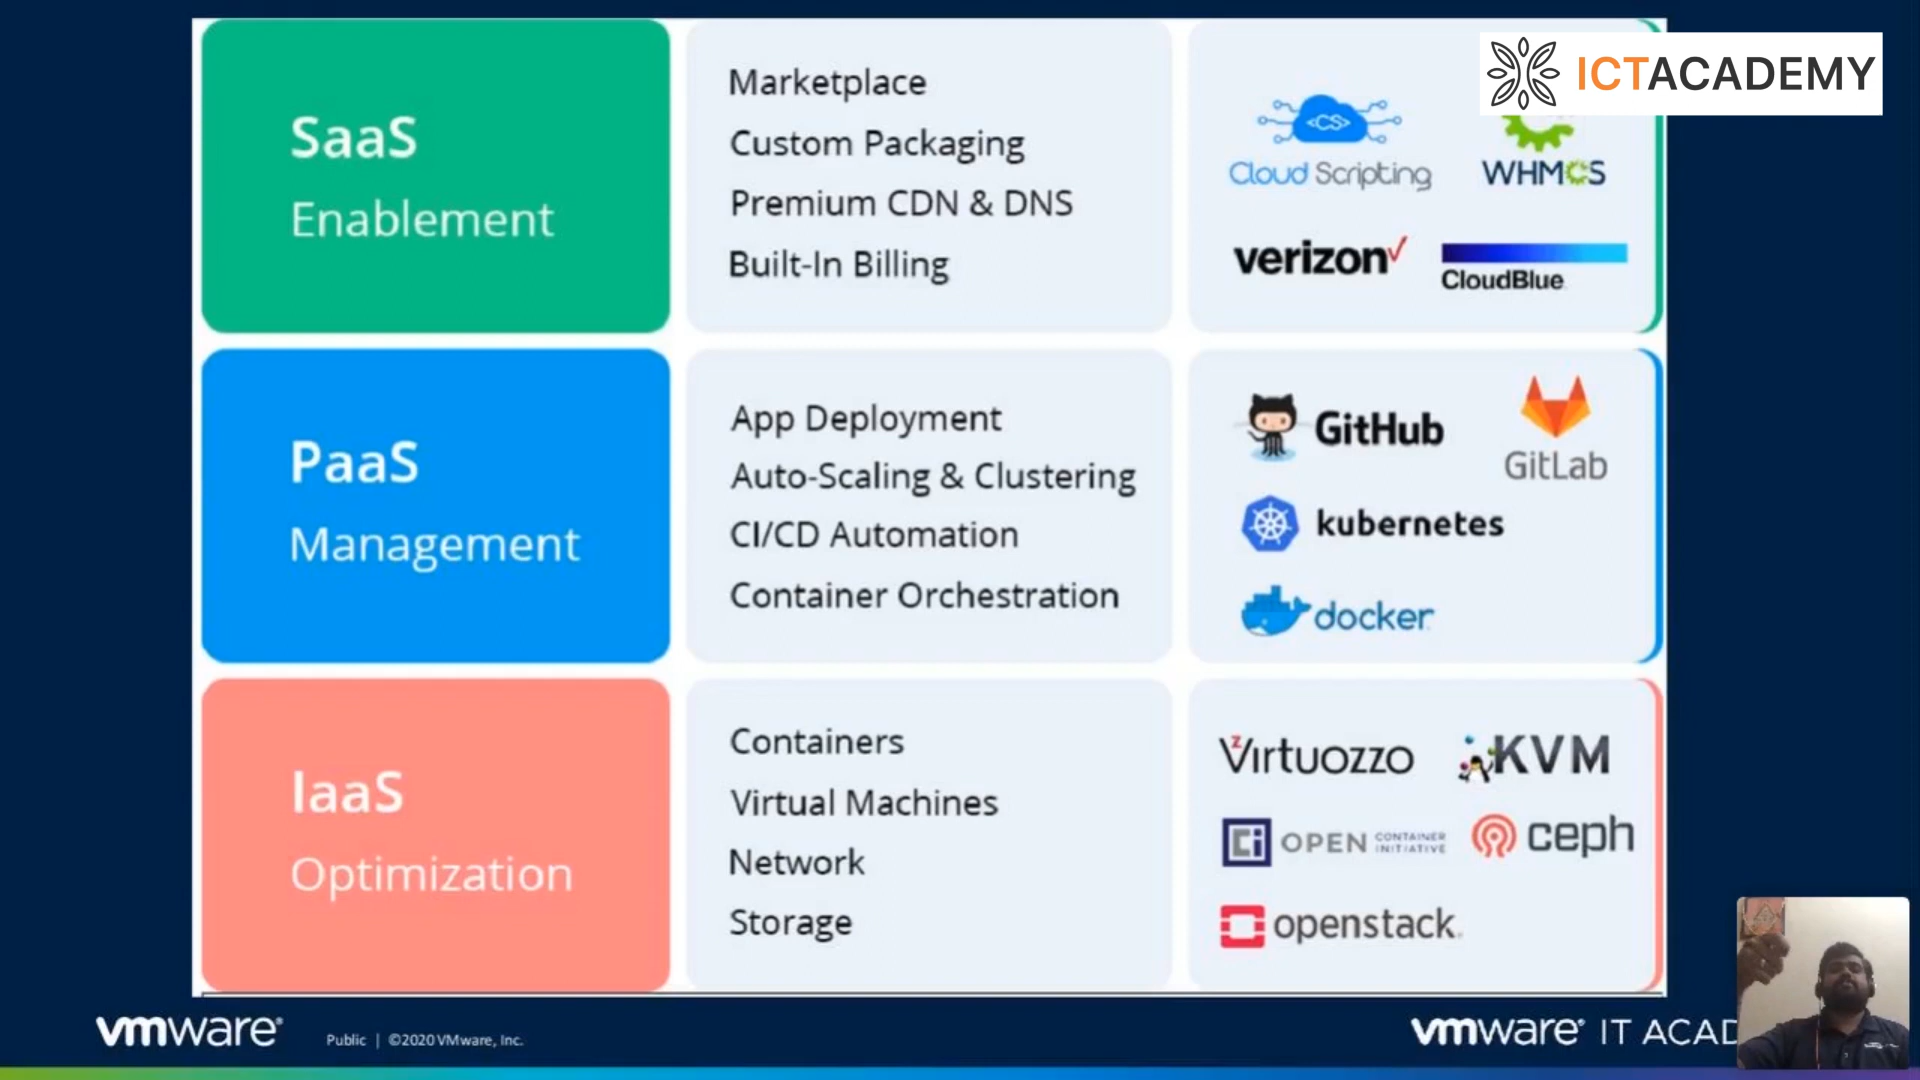 ICTACADEMY
SaaS
Enablement
Marketplace
Custom Packaging
Premium CDN & DNS
Built-In Billing
<CS>
Cloud Scripting
WHMCS
verizon
CloudBlue
PaaS
Management
App Deployment
Auto-Scaling & Clustering
CI/CD Automation
Container Orchestration
GitHub
GitLab
kubernetes
docker
IaaS
Optimization
Containers
Virtual Machines
Network
Storage
Virtuozzo
KVM
OPEN CONTAINER INITIATIVE
ceph
openstack.
vmware®
Public | ©2020 VMware, Inc.
vmware® IT ACAD